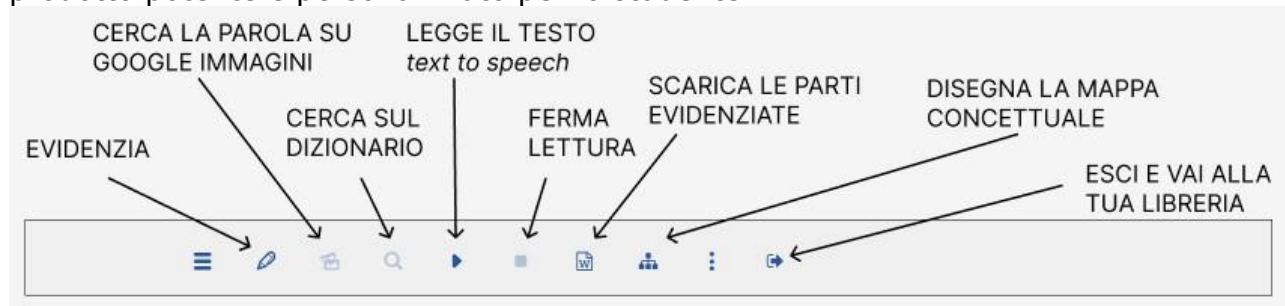 CERCA LA PAROLA SU
GOOGLE IMMAGINI
LEGGE IL TESTO
text to speech
SCARICA LE PARTI
EVIDENZIATE
DISEGNA LA MAPPA
CONCETTUALE
CERCA SUL
DIZIONARIO
FERMA
LETTURA
EVIDENZIA
ESCI E VAI ALLA
TUA LIBRERIA
W